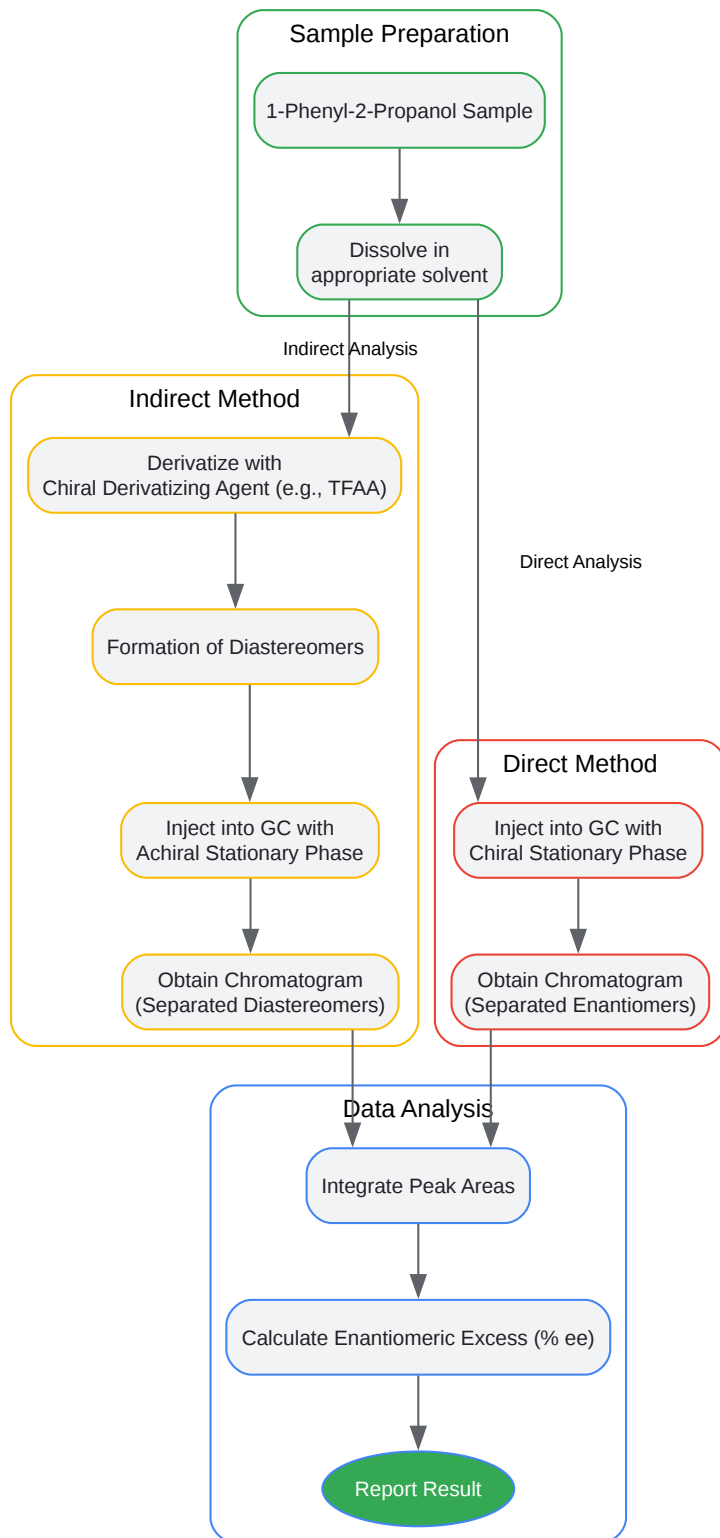 Sample Preparation
1-Phenyl-2-Propanol Sample
Dissolve in
appropriate solvent
Indirect Analysis
Indirect Method
Derivatize with
Chiral Derivatizing Agent (e.g., TFAA)
Direct Analysis
Formation of Diastereomers
Direct Method
Inject into GC with
Achiral Stationary Phase
Inject into GC with
Chiral Stationary Phase
Obtain Chromatogram
(Separated Diastereomers)
Obtain Chromatogram
(Separated Enantiomers)
Data Analysis
Integrate Peak Areas
Calculate Enantiomeric Excess (% ee)
Report Result